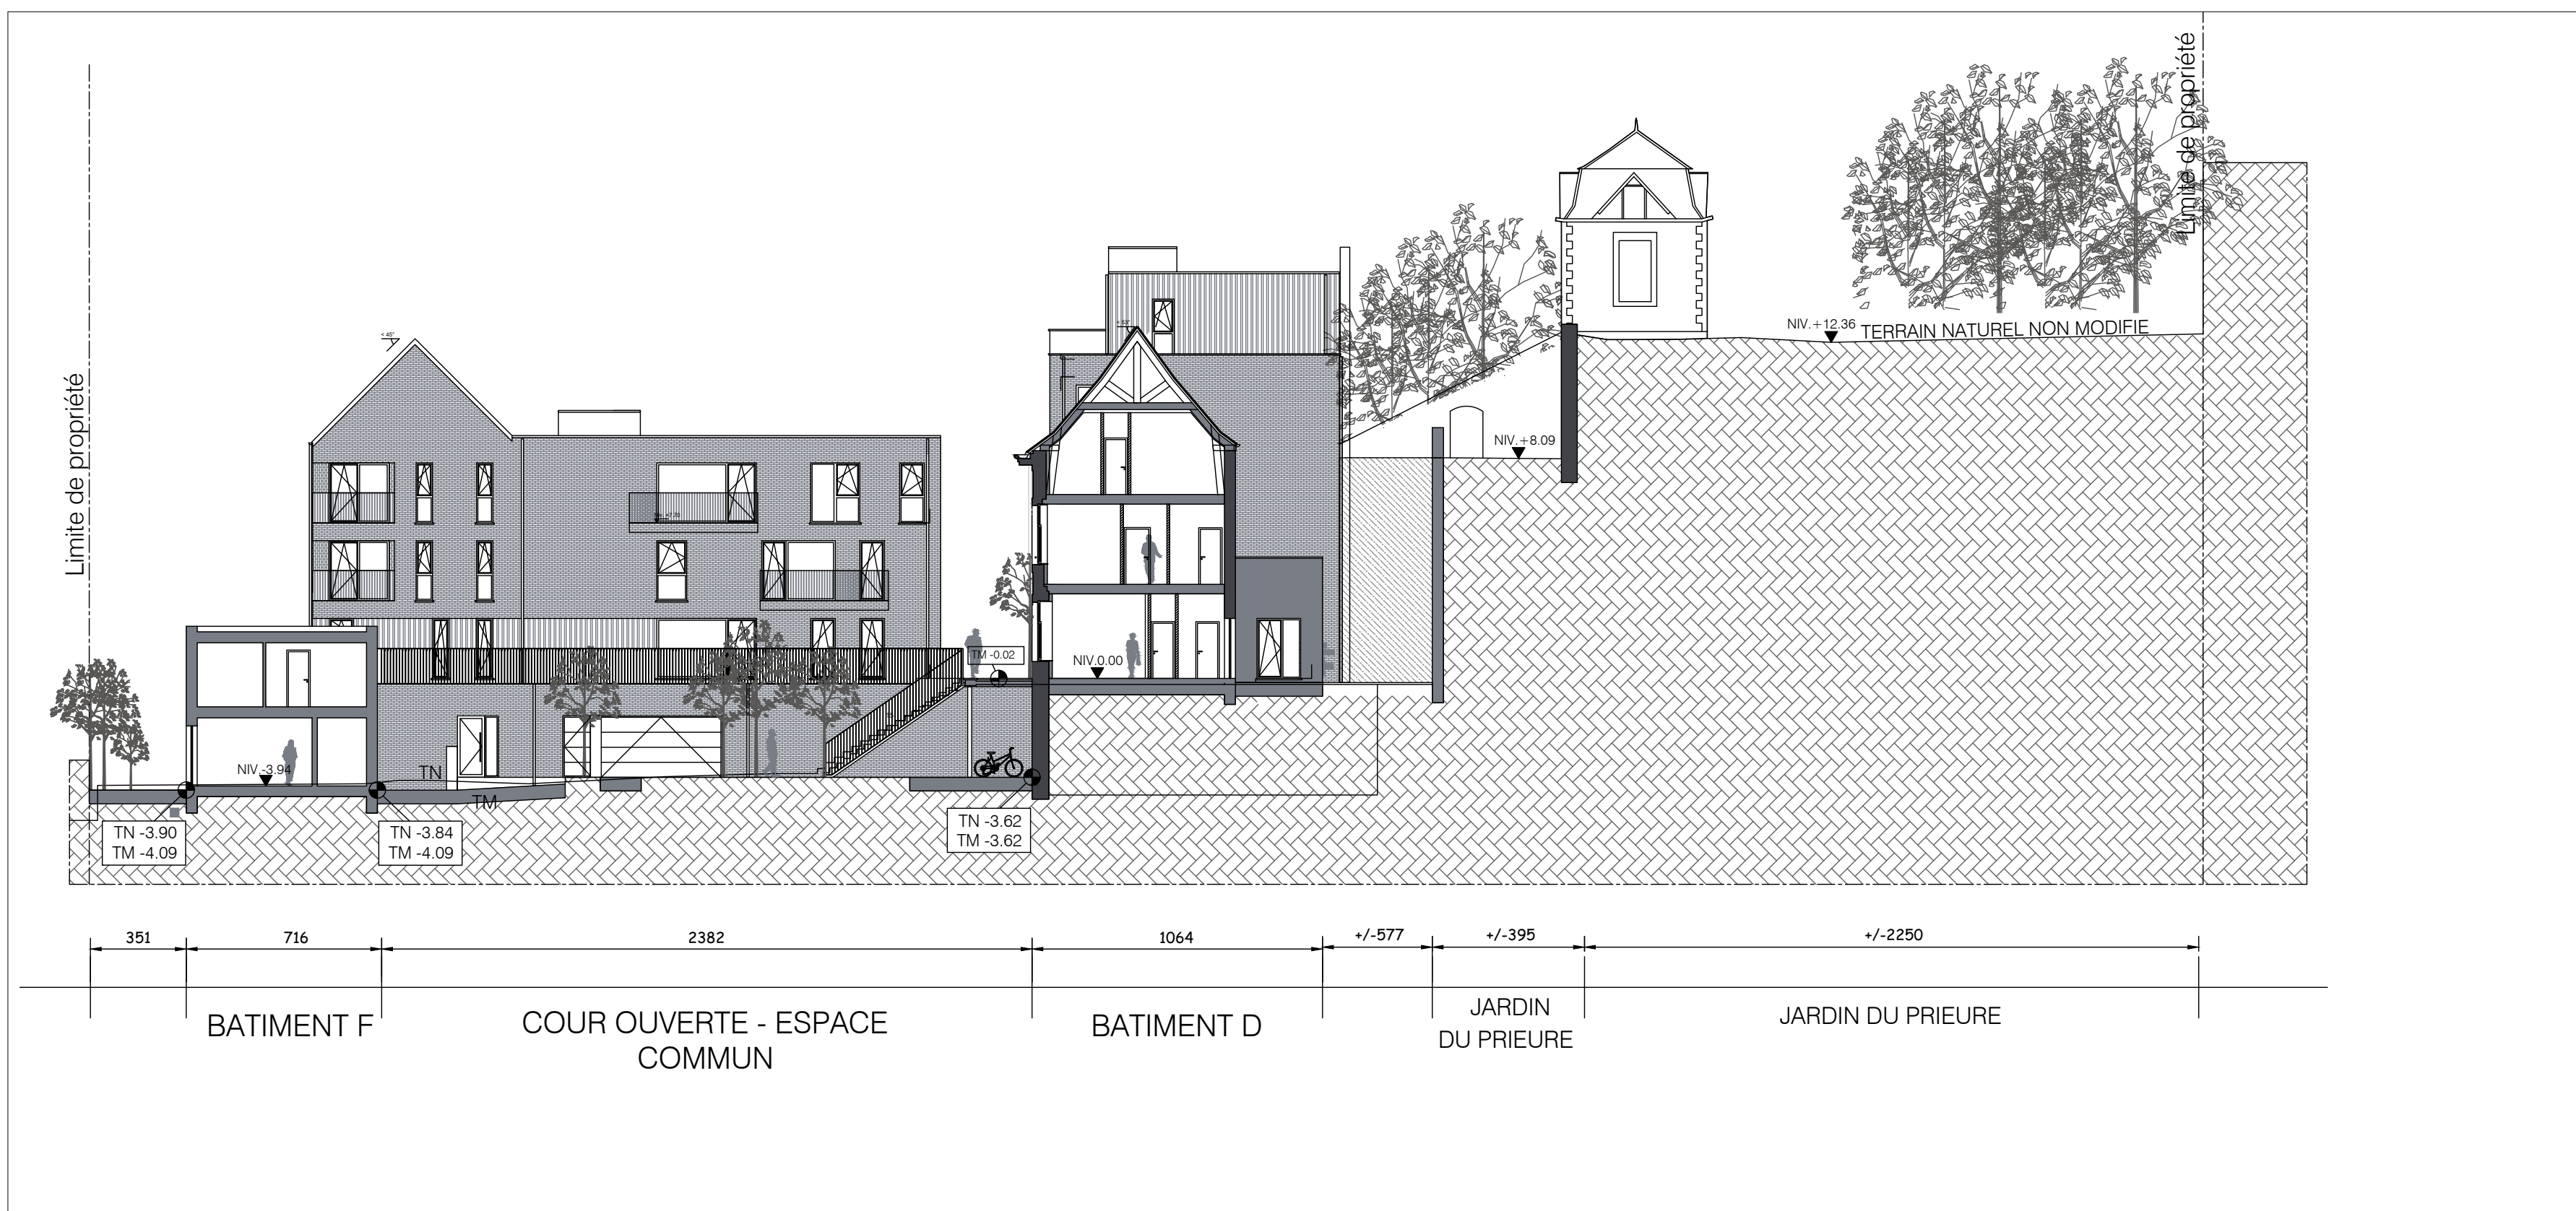 Limite de propriété
Limite de propriété
< 45°
NIV.+12.36
TERRAIN NATUREL NON MODIFIE
NIV.+8.09
TM -0.02
NIV.0.00
NIV.-3.94
TN
TM
TN -3.90
TM -4.09
TN -3.84
TM -4.09
TN -3.62
TM -3.62
351
716
2382
1064
+/-577
+/-395
+/-2250
BATIMENT F
COUR OUVERTE - ESPACE
COMMUN
BATIMENT D
JARDIN
DU PRIEURE
JARDIN DU PRIEURE